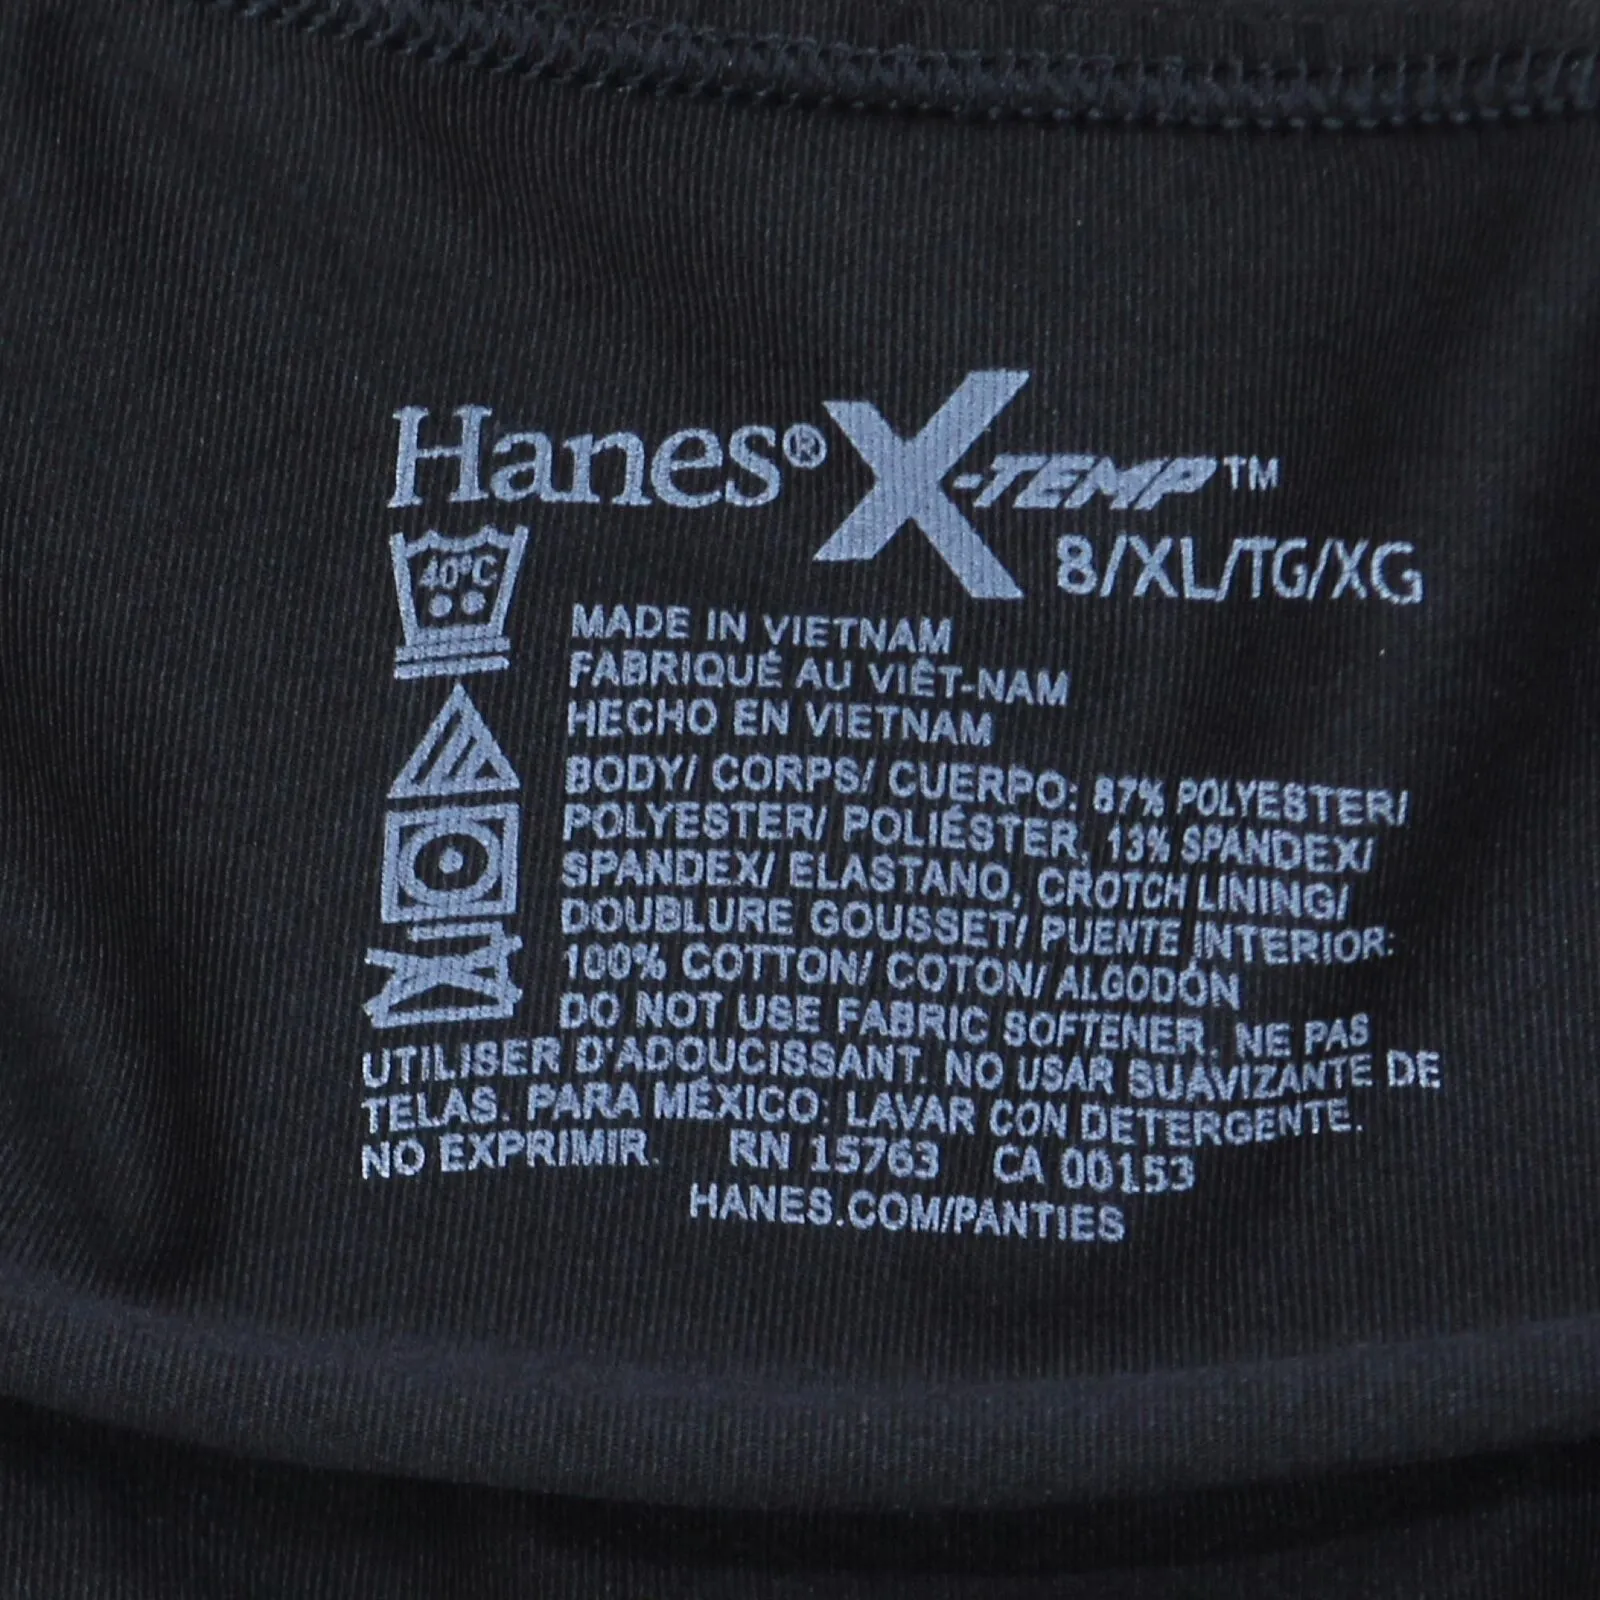 Hanes® X-TEMP™
8/XL/TG/XG
40°C
MADE IN VIETNAM
FABRIQUÉ AU VIÊT-NAM
HECHO EN VIETNAM
BODY/ CORPS/ CUERPO: 87% POLYESTER/
POLYESTER/ POLIÉSTER, 13% SPANDEX/
SPANDEX/ ELASTANO, CROTCH LINING/
DOUBLURE GOUSSET/ PUENTE INTERIOR:
100% COTTON/ COTON/ ALGODÓN
DO NOT USE FABRIC SOFTENER. NE PAS
UTILISER D'ADOUCISSANT. NO USAR SUAVIZANTE DE
TELAS. PARA MÉXICO: LAVAR CON DETERGENTE.
NO EXPRIMIR. RN 15763 CA 00153
HANES.COM/PANTIES